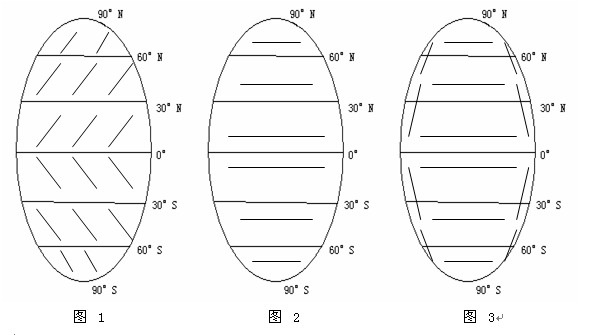 90° N 90° N 90° N
60° N 60° N 60° N
30° N 30° N 30° N
0° 0° 0°
30° S 30° S 30° S
60° S 60° S 60° S
90° S 90° S 90° S
图 1 图 2 图 3